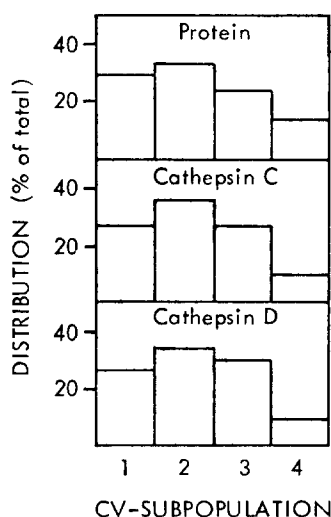 DISTRIBUTION (% of total)
Protein
40
20
Cathepsin C
40
20
Cathepsin D
40
20
1 2 3 4
CV-SUBPOPULATION